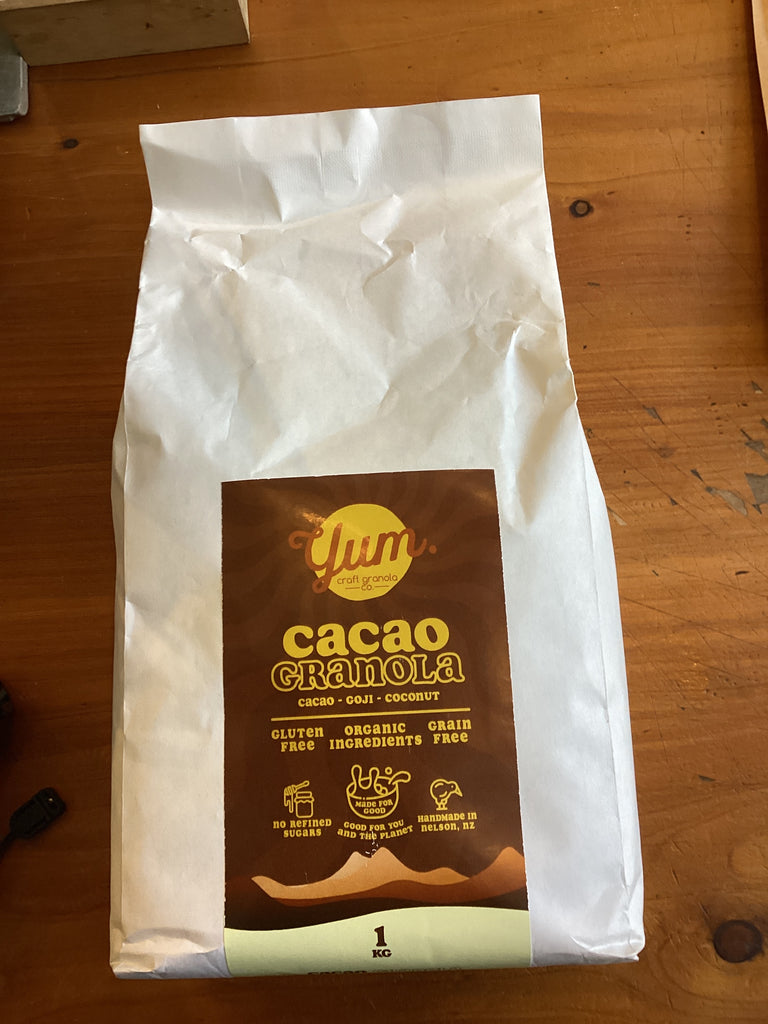 Yum.
craft granola
co.
cacao
GRANOLA
CACAO - GOJI - COCONUT
GLUTEN FREE
ORGANIC INGREDIENTS
GRAIN FREE
MADE FOR GOOD
NO REFINED SUGARS
GOOD FOR YOU AND THE PLANET
HANDMADE IN NELSON, NZ
1
KG